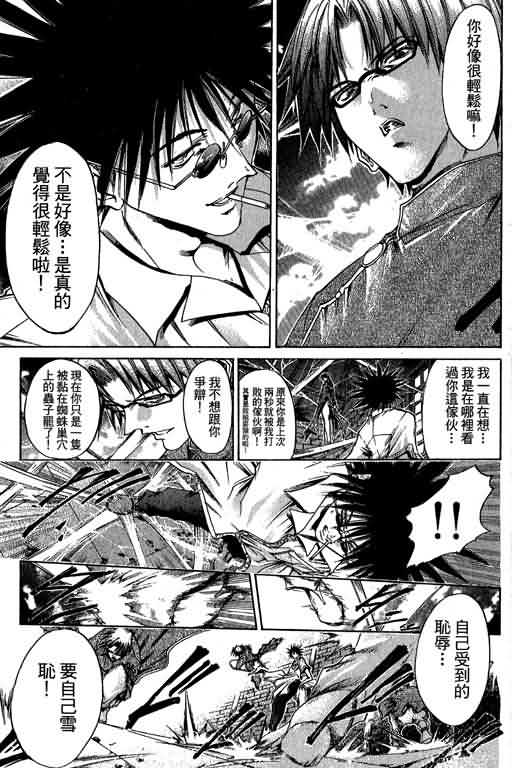 你好像很輕鬆嘛！
不是好像…是真的
覺得很輕鬆啦！
我一直在想…
我是在哪裡看
過你這傢伙…
原來你是上次
兩秒就被我打
敗的傢伙啊！
我不想跟你
爭辯！
現在你只是一隻
被黏在蜘蛛巢穴
上的蟲子罷了！
!!
自己受到的
恥辱…
要自己雪
恥！